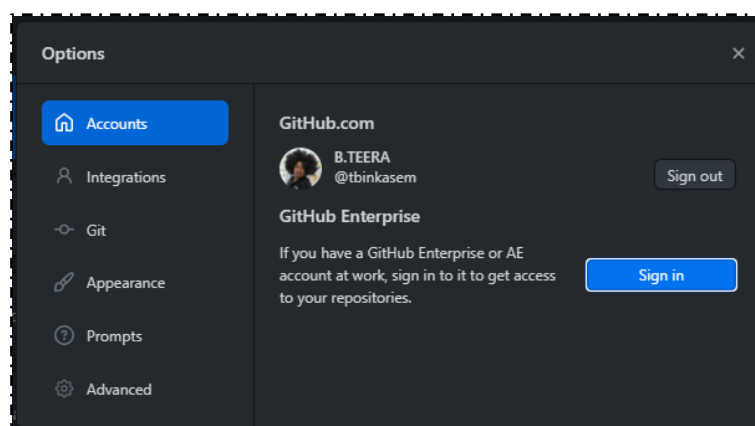 Options
Accounts
Integrations
Git
Appearance
Prompts
Advanced
GitHub.com
B.TEERA
@tbinkasem
Sign out
GitHub Enterprise
If you have a GitHub Enterprise or AE
account at work, sign in to it to get access
to your repositories.
Sign in